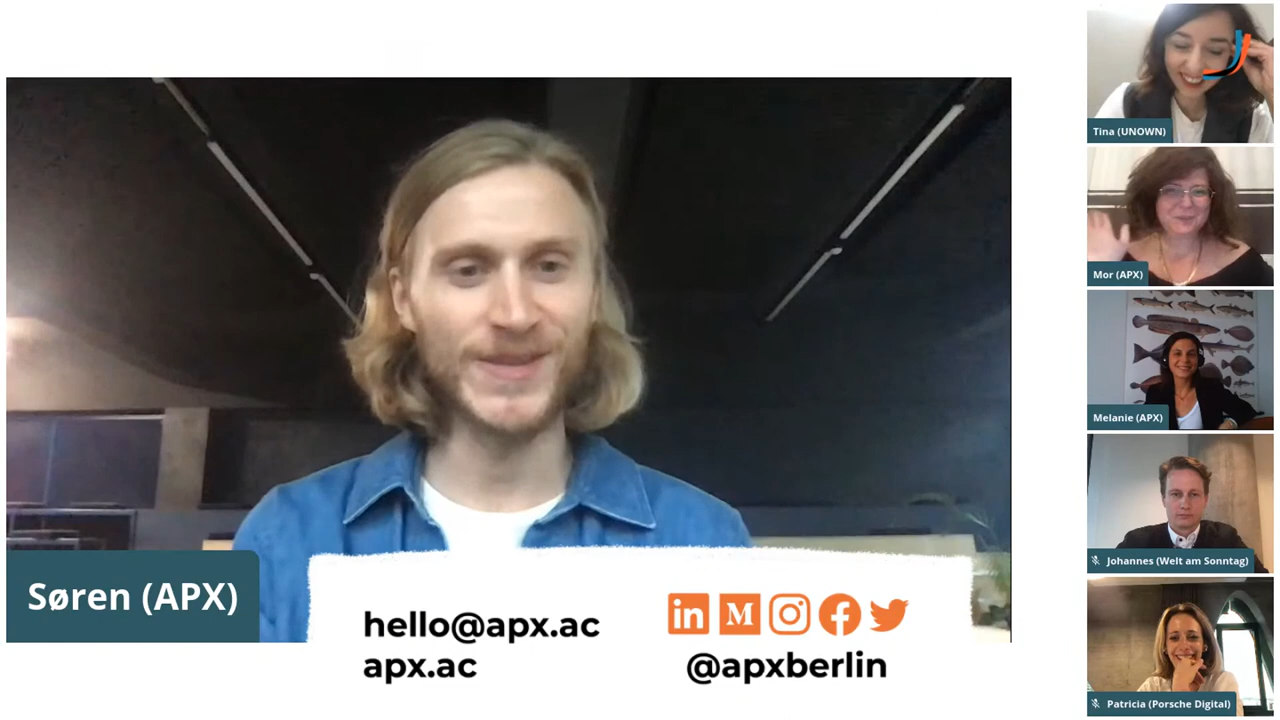 Søren (APX)
hello@apx.ac
apx.ac
in M
@apxberlin
Tina (UNOWN)
Mor (APX)
Melanie (APX)
Johannes (Welt am Sonntag)
Patricia (Porsche Digital)